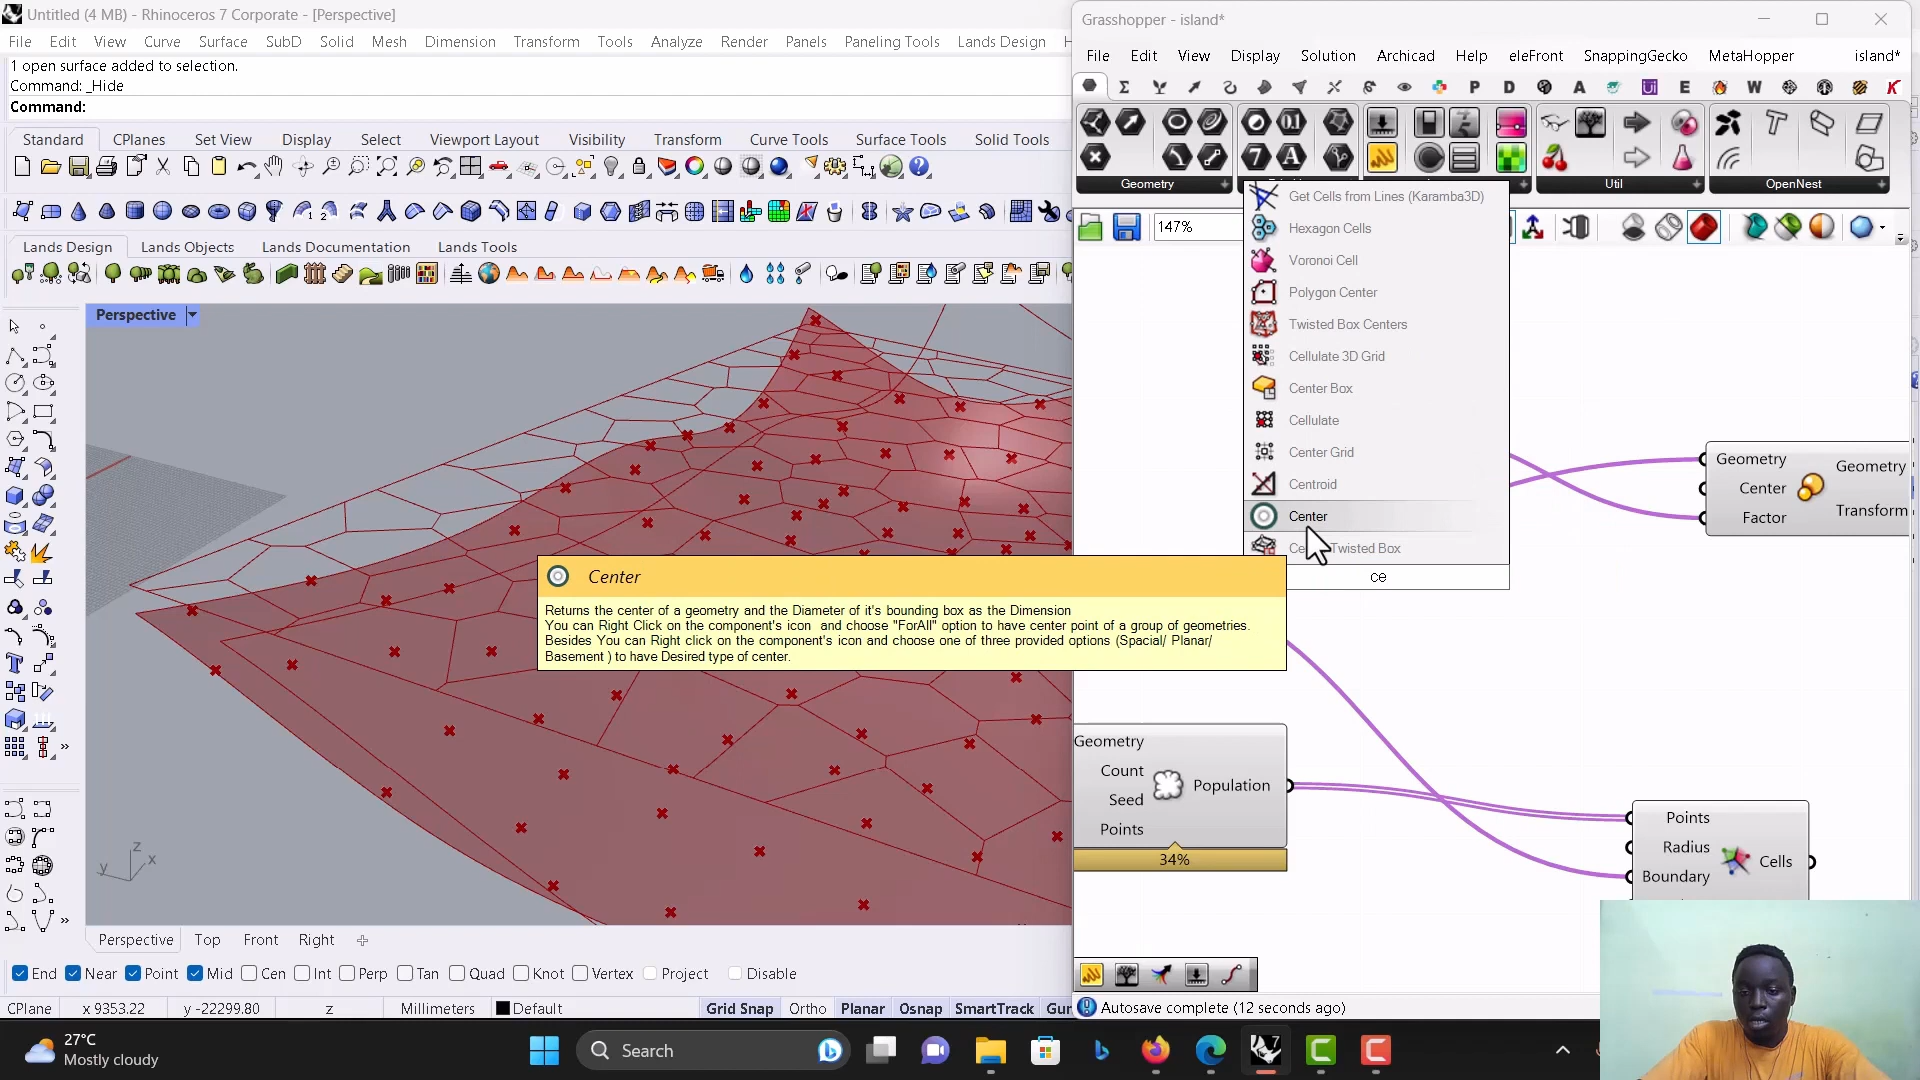 Untitled (4 MB) - Rhinoceros 7 Corporate - [Perspective]
File Edit View Curve Surface SubD Solid Mesh Dimension Transform Tools Analyze Render Panels Paneling Tools Lands Design
1 open surface added to selection.
Command: _Hide
Command:
Standard CPlanes Set View Display Select Viewport Layout Visibility Transform Curve Tools Surface Tools Solid Tools
Lands Design Lands Objects Lands Documentation Lands Tools
Perspective
z
y x
Perspective Top Front Right
End Near Point Mid Cen Int Perp Tan Quad Knot Vertex Project Disable
CPlane x 9353.22 y -22299.80 z Millimeters Default Grid Snap Ortho Planar Osnap SmartTrack Gum
Grasshopper - island*
File Edit View Display Solution Archicad Help eleFront SnappingGecko MetaHopper island*
Geometry Util OpenNest
147%
Get Cells from Lines (Karamba3D)
Hexagon Cells
Voronoi Cell
Polygon Center
Twisted Box Centers
Cellulate 3D Grid
Center Box
Cellulate
Center Grid
Centroid
Center
Twisted Box
ce
Center
Returns the center of a geometry and the Diameter of it's bounding box as the Dimension
You can Right Click on the component's icon and choose "ForAll" option to have center point of a group of geometries.
Besides You can Right click on the component's icon and choose one of three provided options (Spacial/ Planar/
Basement ) to have Desired type of center.
Geometry
Center
Factor
Geometry
Transform
Geometry
Count
Seed
Points
Population
34%
Points
Radius
Boundary
Cells
Autosave complete (12 seconds ago)
27°C
Mostly cloudy
Search